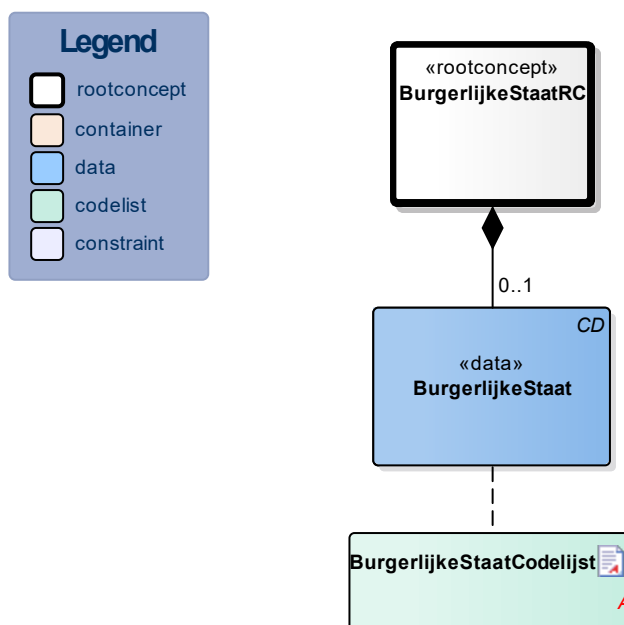 Legend
rootconcept
container
data
codelist
constraint
«rootconcept»
BurgerlijkeStaatRC
0..1
CD
«data»
BurgerlijkeStaat
BurgerlijkeStaatCodelijst